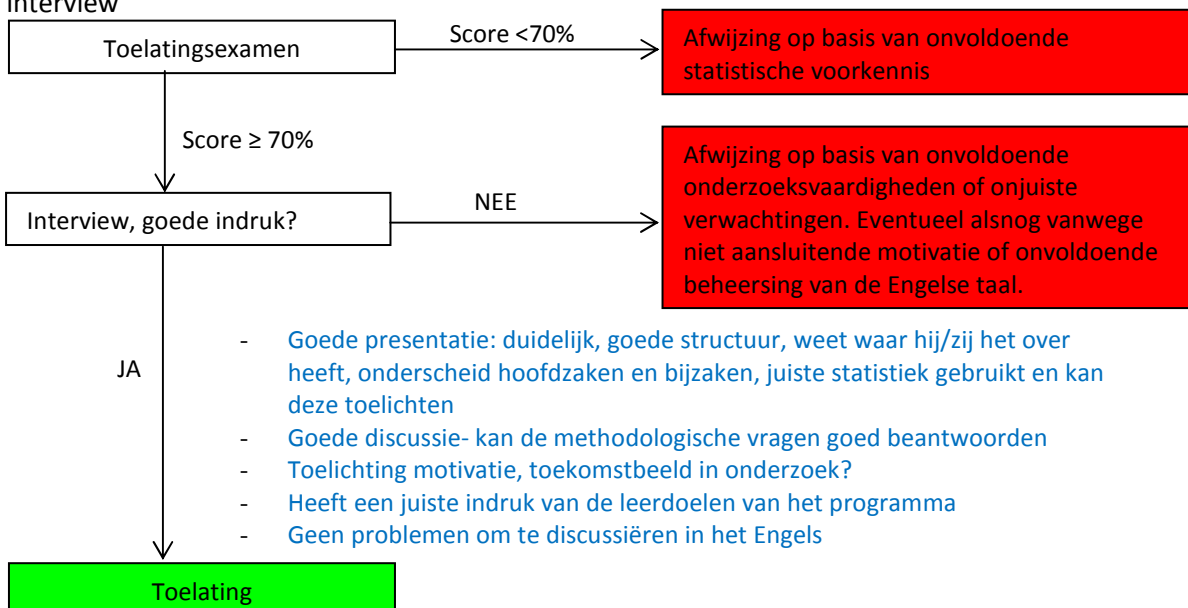 interview
Toelatingsexamen
Score <70%
Afwijzing op basis van onvoldoende
statistische voorkennis
Score ≥ 70%
Interview, goede indruk?
NEE
Afwijzing op basis van onvoldoende
onderzoeksvaardigheden of onjuiste
verwachtingen. Eventueel alsnog vanwege
niet aansluitende motivatie of onvoldoende
beheersing van de Engelse taal.
JA
- Goede presentatie: duidelijk, goede structuur, weet waar hij/zij het over
heeft, onderscheid hoofdzaken en bijzaken, juiste statistiek gebruikt en kan
deze toelichten
- Goede discussie- kan de methodologische vragen goed beantwoorden
- Toelichting motivatie, toekomstbeeld in onderzoek?
- Heeft een juiste indruk van de leerdoelen van het programma
- Geen problemen om te discussiëren in het Engels
Toelating